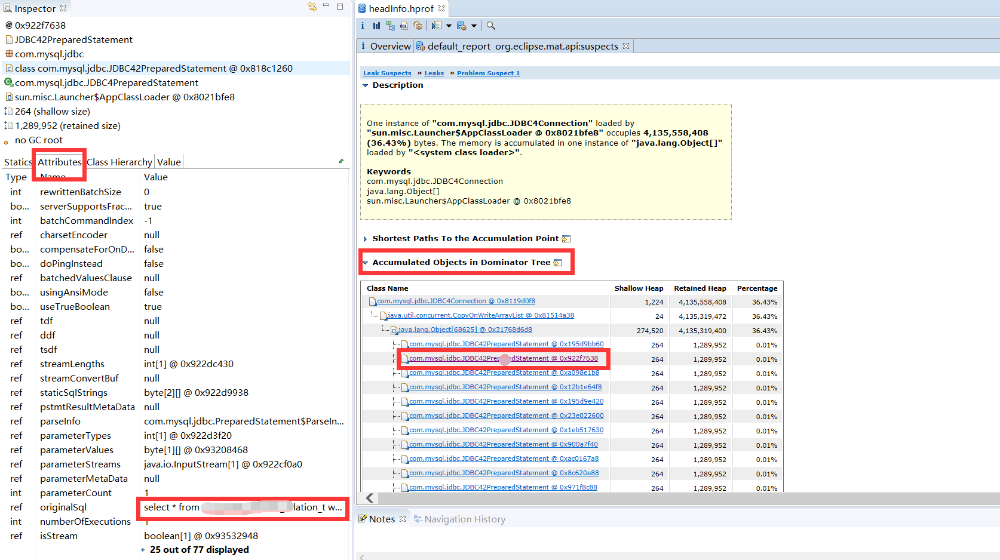 Inspector
@ 0x922f7638
JDBC42PreparedStatement
com.mysql.jdbc
class com.mysql.jdbc.JDBC42PreparedStatement @ 0x818c1260
com.mysql.jdbc.JDBC4PreparedStatement
sun.misc.Launcher$AppClassLoader @ 0x8021bfe8
264 (shallow size)
1,289,952 (retained size)
no GC root
Statics Attributes Class Hierarchy Value
Type Name Value
int rewrittenBatchSize 0
bo... serverSupportsFrac... true
int batchCommandIndex -1
ref charsetEncoder null
bo... compensateForOnD... false
bo... doPingInstead false
ref batchedValuesClause null
bo... usingAnsiMode false
bo... useTrueBoolean true
ref tdf null
ref ddf null
ref tsdf null
ref streamLengths int[1] @ 0x922dc430
ref streamConvertBuf null
ref staticSqlStrings byte[2][] @ 0x922d9938
ref pstmtResultMetaData null
ref parseInfo com.mysql.jdbc.PreparedStatement$ParseIn...
ref parameterTypes int[1] @ 0x922d3f20
ref parameterValues byte[1][] @ 0x93208468
ref parameterStreams java.io.InputStream[1] @ 0x922cf0a0
ref parameterMetaData null
int parameterCount 1
ref originalSql select * from lation_t w...
int numberOfExecutions 1
ref isStream boolean[1] @ 0x93532948
+ 25 out of 77 displayed
headInfo.hprof
i OQL
i Overview default_report org.eclipse.mat.api:suspects
Leak Suspects » Leaks » Problem Suspect 1
Description
One instance of "com.mysql.jdbc.JDBC4Connection" loaded by
"sun.misc.Launcher$AppClassLoader @ 0x8021bfe8" occupies 4,135,558,408
(36.43%) bytes. The memory is accumulated in one instance of "java.lang.Object[]"
loaded by "<system class loader>".
Keywords
com.mysql.jdbc.JDBC4Connection
java.lang.Object[]
sun.misc.Launcher$AppClassLoader @ 0x8021bfe8
Shortest Paths To the Accumulation Point
Accumulated Objects in Dominator Tree
Class Name Shallow Heap Retained Heap Percentage
com.mysql.jdbc.JDBC4Connection @ 0x8119d0f8 1,224 4,135,558,408 36.43%
java.util.concurrent.CopyOnWriteArrayList @ 0x81514a38 24 4,135,319,472 36.43%
java.lang.Object[68625] @ 0x31768d6d8 274,520 4,135,319,400 36.43%
com.mysql.jdbc.JDBC42PreparedStatement @ 0x195d9bb60 264 1,289,952 0.01%
com.mysql.jdbc.JDBC42PreparedStatement @ 0x922f7638 264 1,289,952 0.01%
com.mysql.jdbc.JDBC42PreparedStatement @ 0xa098e1b8 264 1,289,952 0.01%
com.mysql.jdbc.JDBC42PreparedStatement @ 0x12b1e64f8 264 1,289,952 0.01%
com.mysql.jdbc.JDBC42PreparedStatement @ 0x195d9e420 264 1,289,952 0.01%
com.mysql.jdbc.JDBC42PreparedStatement @ 0x23e022600 264 1,289,952 0.01%
com.mysql.jdbc.JDBC42PreparedStatement @ 0x1eb517630 264 1,289,952 0.01%
com.mysql.jdbc.JDBC42PreparedStatement @ 0x900a7f40 264 1,289,952 0.01%
com.mysql.jdbc.JDBC42PreparedStatement @ 0xac0167a8 264 1,289,952 0.01%
com.mysql.jdbc.JDBC42PreparedStatement @ 0x8c620e88 264 1,289,952 0.01%
com.mysql.jdbc.JDBC42PreparedStatement @ 0x971f8c88 264 1,289,952 0.01%
Notes Navigation History